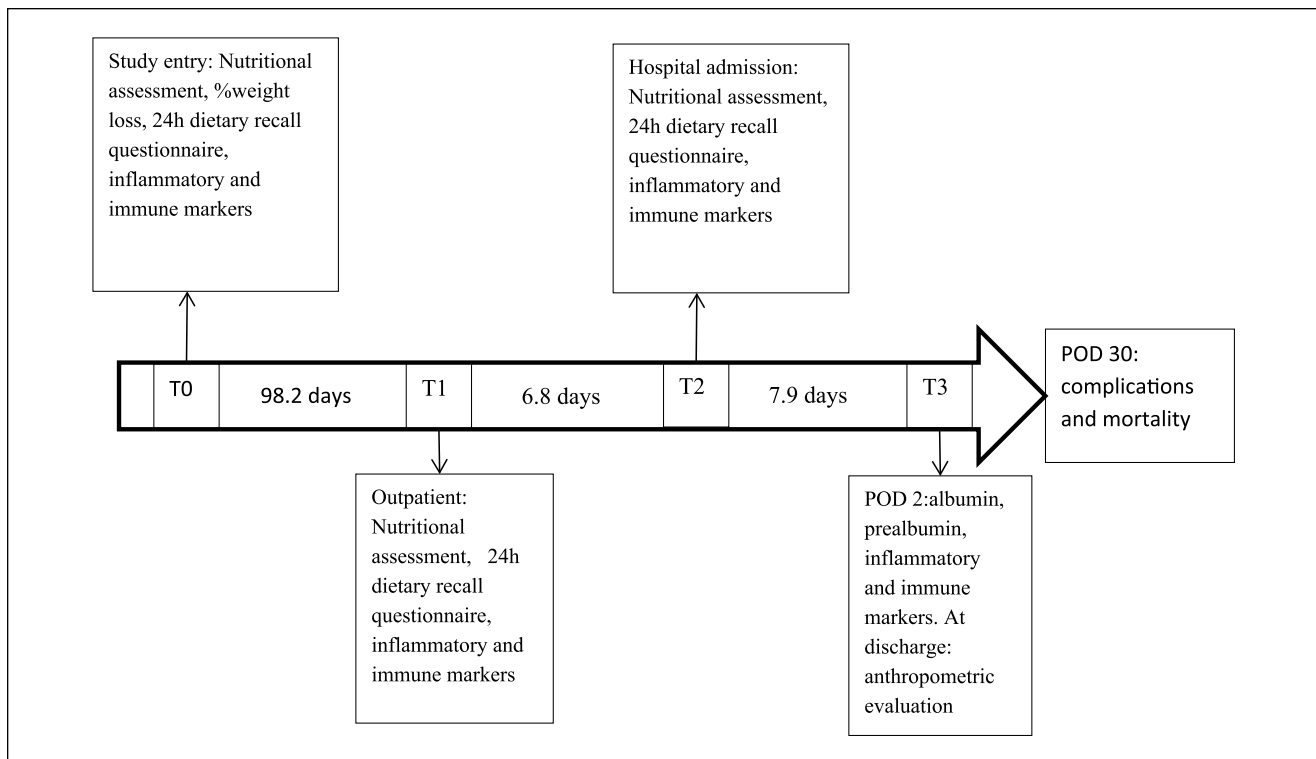 Study entry: Nutritional
assessment, %weight
loss, 24h dietary recall
questionnaire,
inflammatory and
immune markers
Hospital admission:
Nutritional assessment,
24h dietary recall
questionnaire,
inflammatory and
immune markers
T0
98.2 days
T1
6.8 days
T2
7.9 days
T3
POD 30:
complications
and mortality
Outpatient:
Nutritional
assessment, 24h
dietary recall
questionnaire,
inflammatory and
immune markers
POD 2:albumin,
prealbumin,
inflammatory
and immune
markers. At
discharge:
anthropometric
evaluation